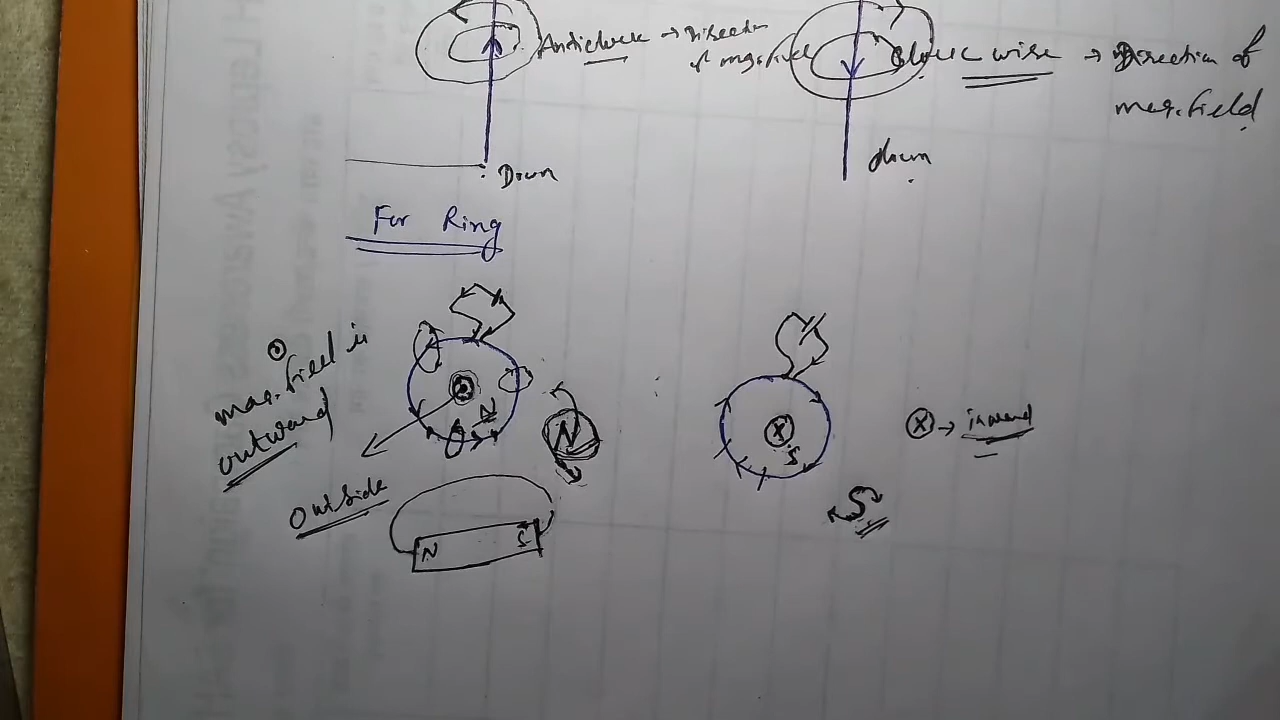 Anticlock → Direction
of mag. field
clock wise → Direction of
mag. field
Down
down
For Ring
mag. field is
outward
outside
N
N
N S
S
S
→ inward